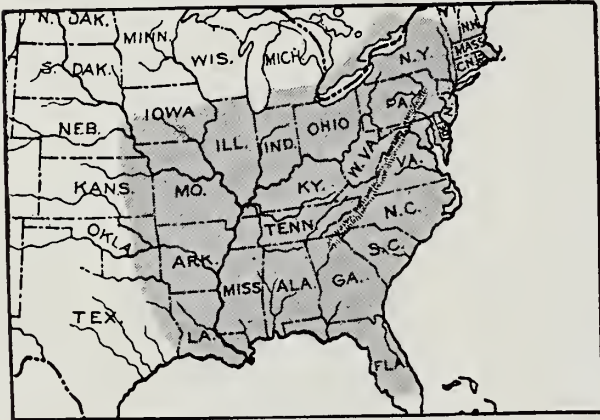 N. DAK.
MINN.
WIS.
MICH.
N.Y.
N.H.
MASS
S. DAK.
IOWA
NEB.
ILL.
IND.
OHIO
PA.
W. VA.
VA.
KANS.
MO.
KY.
OKLA.
TENN.
N.C.
ARK.
S.C.
TEX.
MISS
ALA.
GA.
LA.
FLA.